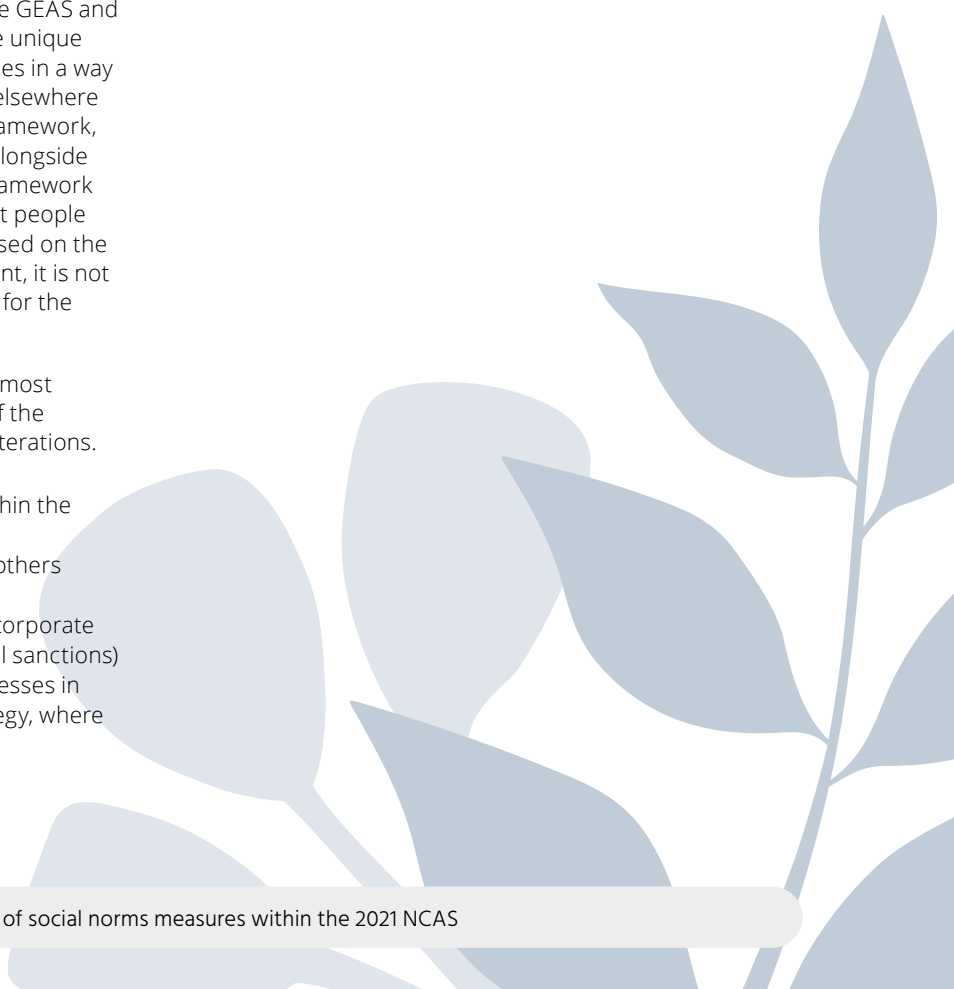 e GEAS and
e unique
es in a way
elsewhere
amework,
longside
amework
t people
sed on the
nt, it is not
for the
most
f the
terations.
hin the
others
corporate
l sanctions)
esses in
egy, where
of social norms measures within the 2021 NCAS